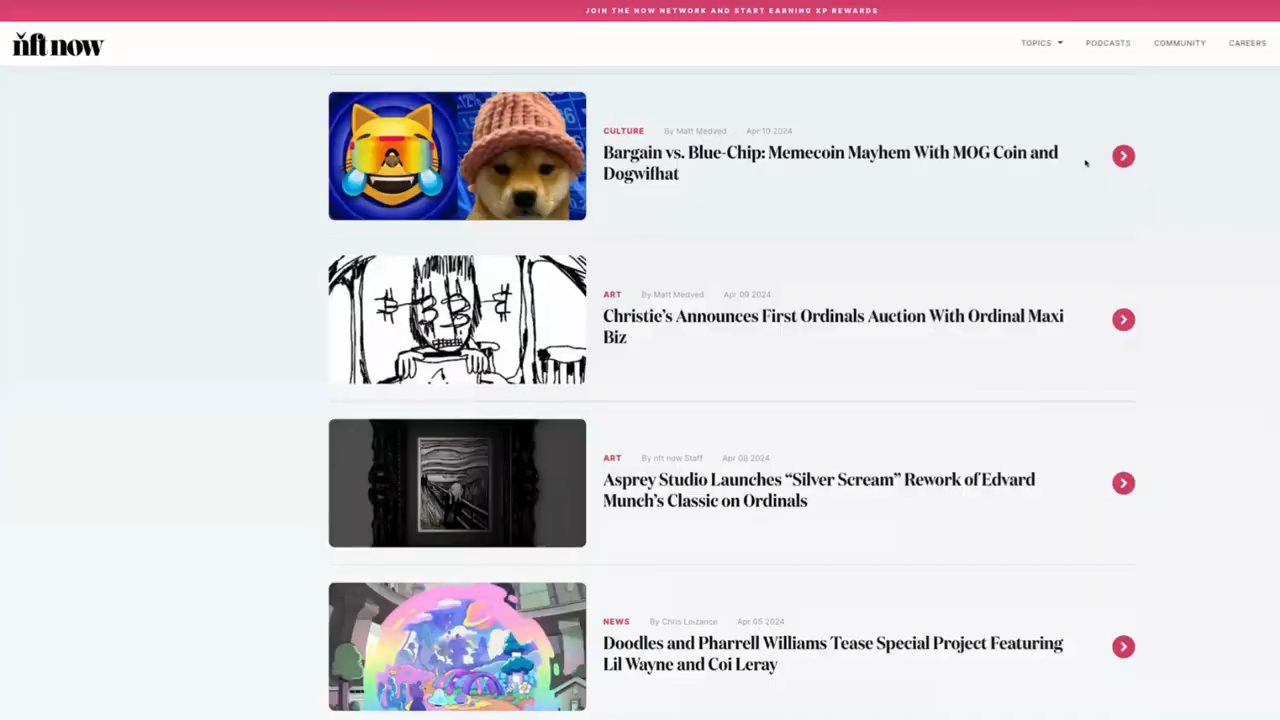 JOIN THE NOW NETWORK AND START EARNING XP REWARDS
nft now
TOPICS PODCASTS COMMUNITY CAREERS
CULTURE By Matt Medved Apr 10 2024
Bargain vs. Blue-Chip: Memecoin Mayhem With MOG Coin and
Dogwifhat
ART By Matt Medved Apr 09 2024
Christie's Announces First Ordinals Auction With Ordinal Maxi
Biz
ART By nft now Staff Apr 08 2024
Asprey Studio Launches “Silver Scream” Rework of Edvard
Munch's Classic on Ordinals
NEWS By Chris Loizance Apr 05 2024
Doodles and Pharrell Williams Tease Special Project Featuring
Lil Wayne and Coi Leray